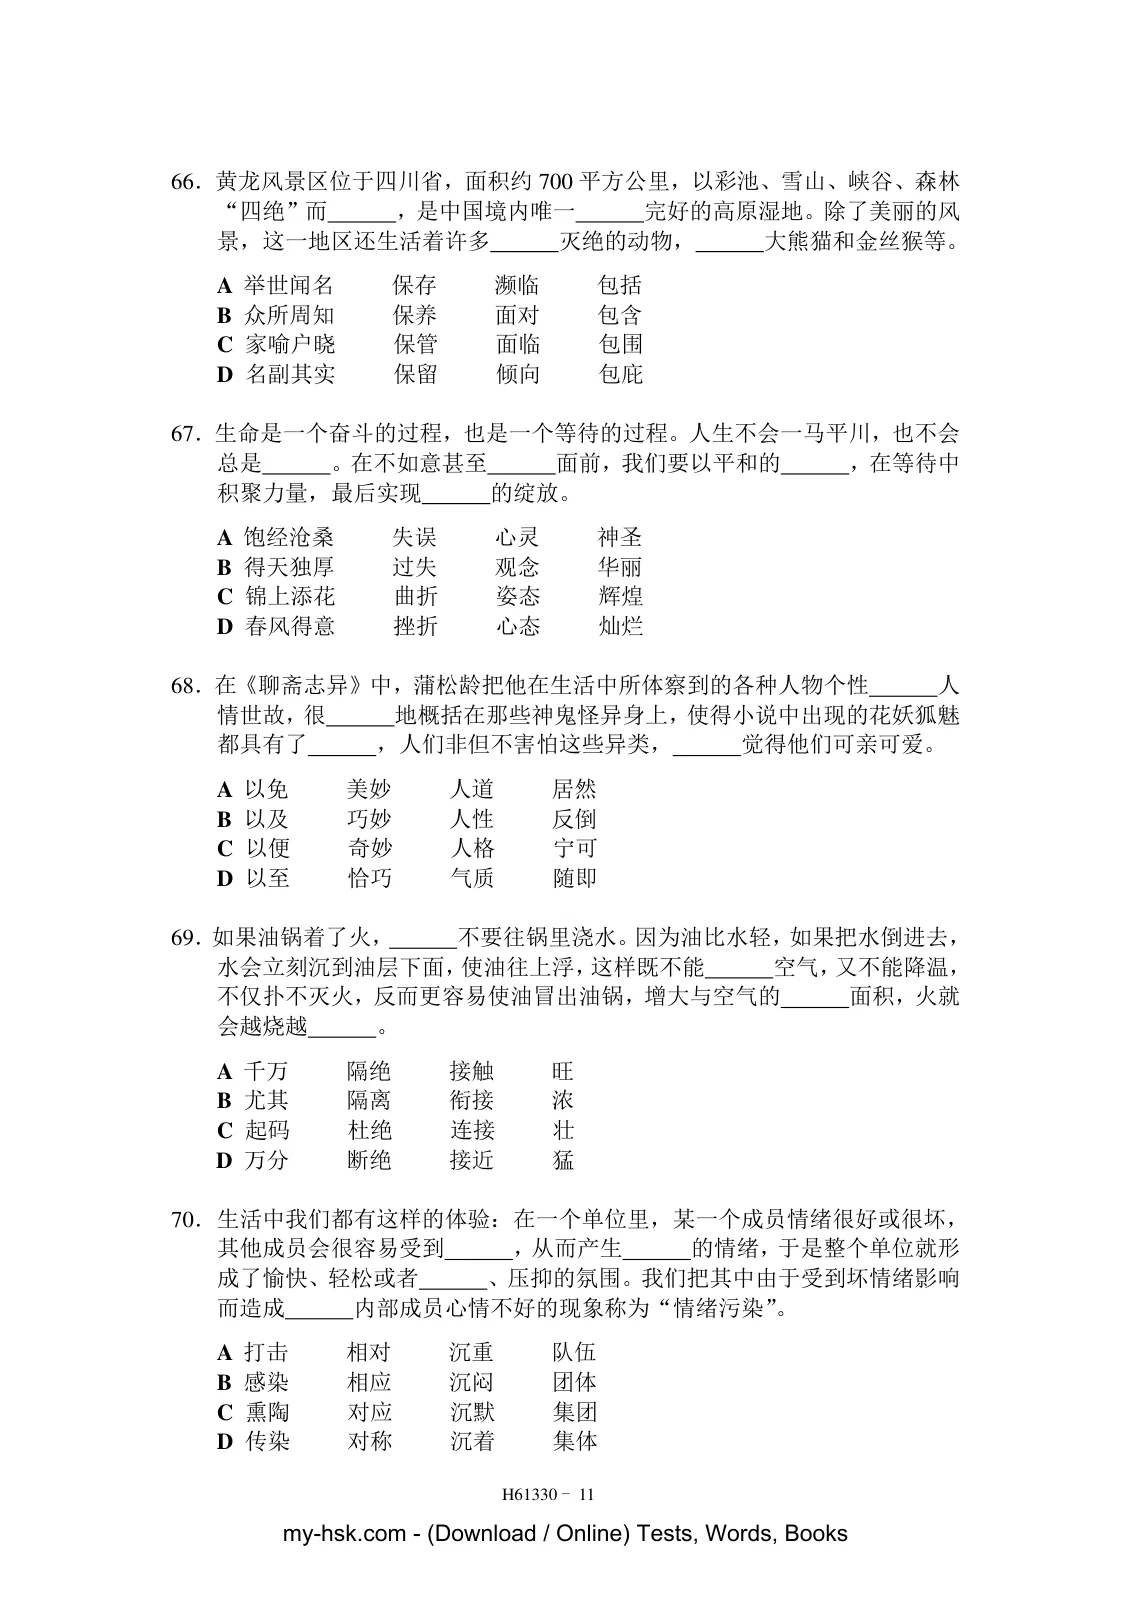 66．黄龙风景区位于四川省，面积约 700 平方公里，以彩池、雪山、峡谷、森林
“四绝”而______，是中国境内唯一______完好的高原湿地。除了美丽的风
景，这一地区还生活着许多______灭绝的动物，______大熊猫和金丝猴等。
A 举世闻名 保存 濒临 包括
B 众所周知 保养 面对 包含
C 家喻户晓 保管 面临 包围
D 名副其实 保留 倾向 包庇
67．生命是一个奋斗的过程，也是一个等待的过程。人生不会一马平川，也不会
总是______。在不如意甚至______面前，我们要以平和的______，在等待中
积聚力量，最后实现______的绽放。
A 饱经沧桑 失误 心灵 神圣
B 得天独厚 过失 观念 华丽
C 锦上添花 曲折 姿态 辉煌
D 春风得意 挫折 心态 灿烂
68．在《聊斋志异》中，蒲松龄把他在生活中所体察到的各种人物个性______人
情世故，很______地概括在那些神鬼怪异身上，使得小说中出现的花妖狐魅
都具有了______，人们非但不害怕这些异类，______觉得他们可亲可爱。
A 以免 美妙 人道 居然
B 以及 巧妙 人性 反倒
C 以便 奇妙 人格 宁可
D 以至 恰巧 气质 随即
69．如果油锅着了火，______不要往锅里浇水。因为油比水轻，如果把水倒进去，
水会立刻沉到油层下面，使油往上浮，这样既不能______空气，又不能降温，
不仅扑不灭火，反而更容易使油冒出油锅，增大与空气的______面积，火就
会越烧越______。
A 千万 隔绝 接触 旺
B 尤其 隔离 衔接 浓
C 起码 杜绝 连接 壮
D 万分 断绝 接近 猛
70．生活中我们都有这样的体验：在一个单位里，某一个成员情绪很好或很坏，
其他成员会很容易受到______，从而产生______的情绪，于是整个单位就形
成了愉快、轻松或者______、压抑的氛围。我们把其中由于受到坏情绪影响
而造成______内部成员心情不好的现象称为“情绪污染”。
A 打击 相对 沉重 队伍
B 感染 相应 沉闷 团体
C 熏陶 对应 沉默 集团
D 传染 对称 沉着 集体
H61330－ 11
my-hsk.com - (Download / Online) Tests, Words, Books